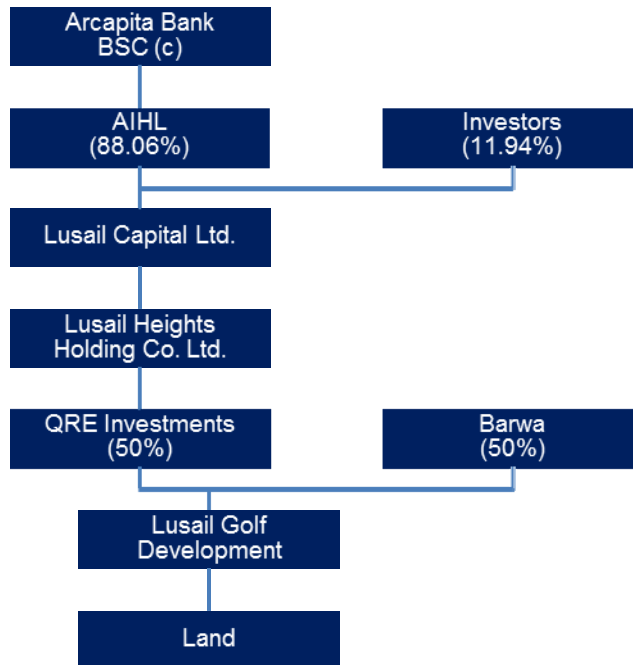 Arcapita Bank
BSC (c)
AIHL
(88.06%)
Investors
(11.94%)
Lusail Capital Ltd.
Lusail Heights
Holding Co. Ltd.
QRE Investments
(50%)
Barwa
(50%)
Lusail Golf
Development
Land